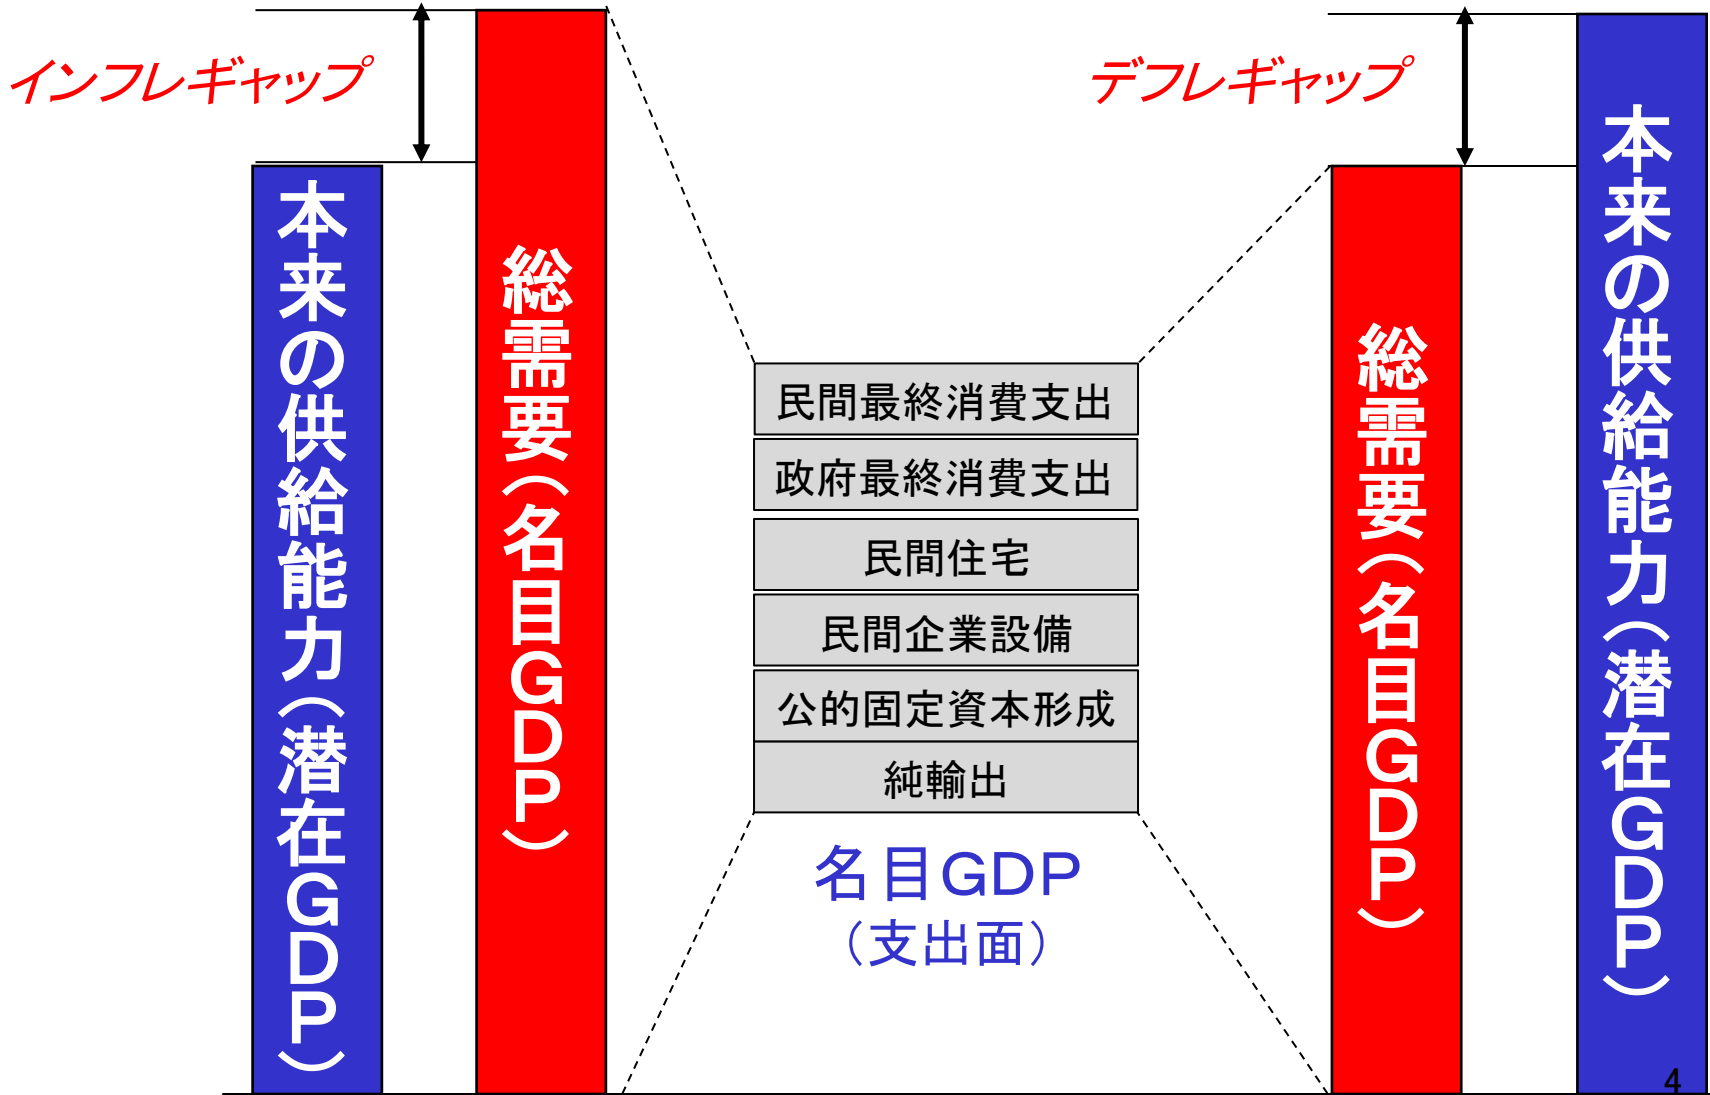 インフレギャップ
デフレギャップ
本来の供給能力(潜在GDP)
総需要(名目GDP)
民間最終消費支出
政府最終消費支出
民間住宅
民間企業設備
公的固定資本形成
純輸出
名目GDP
(支出面)
総需要(名目GDP)
本来の供給能力(潜在GDP)
4